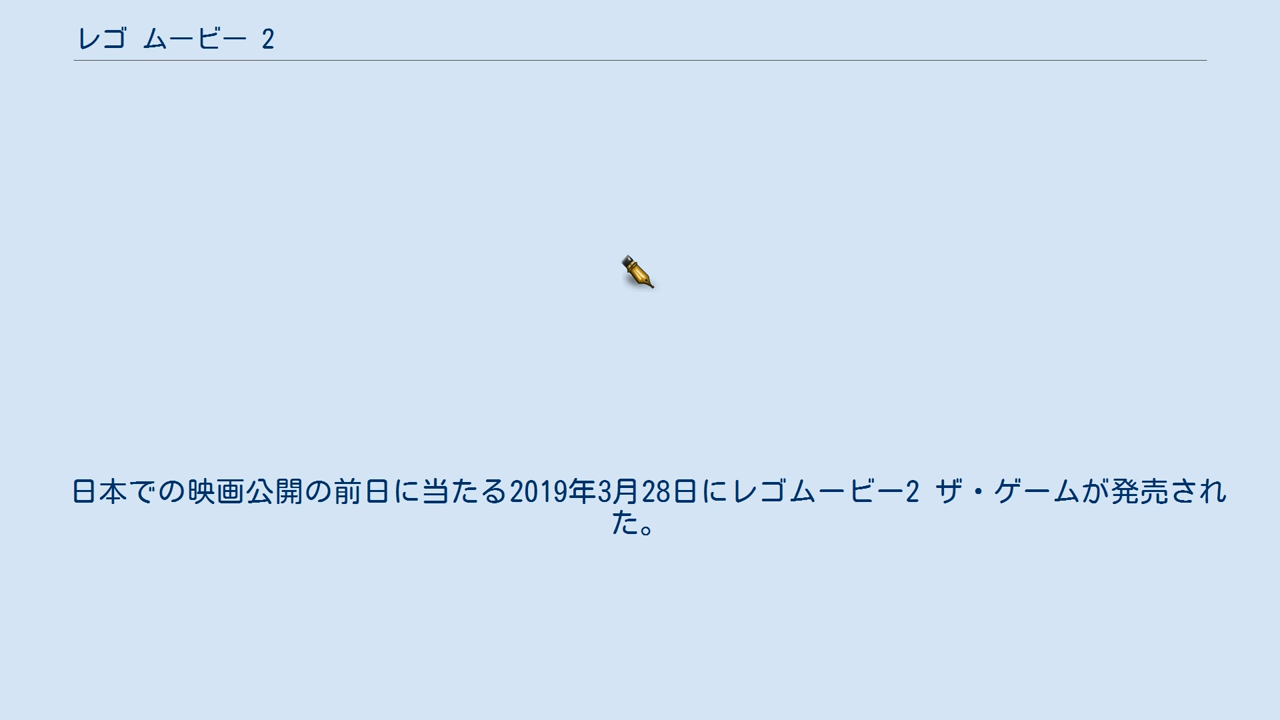 レゴ ムービー 2
日本での映画公開の前日に当たる2019年3月28日にレゴムービー2 ザ・ゲームが発売され
た。